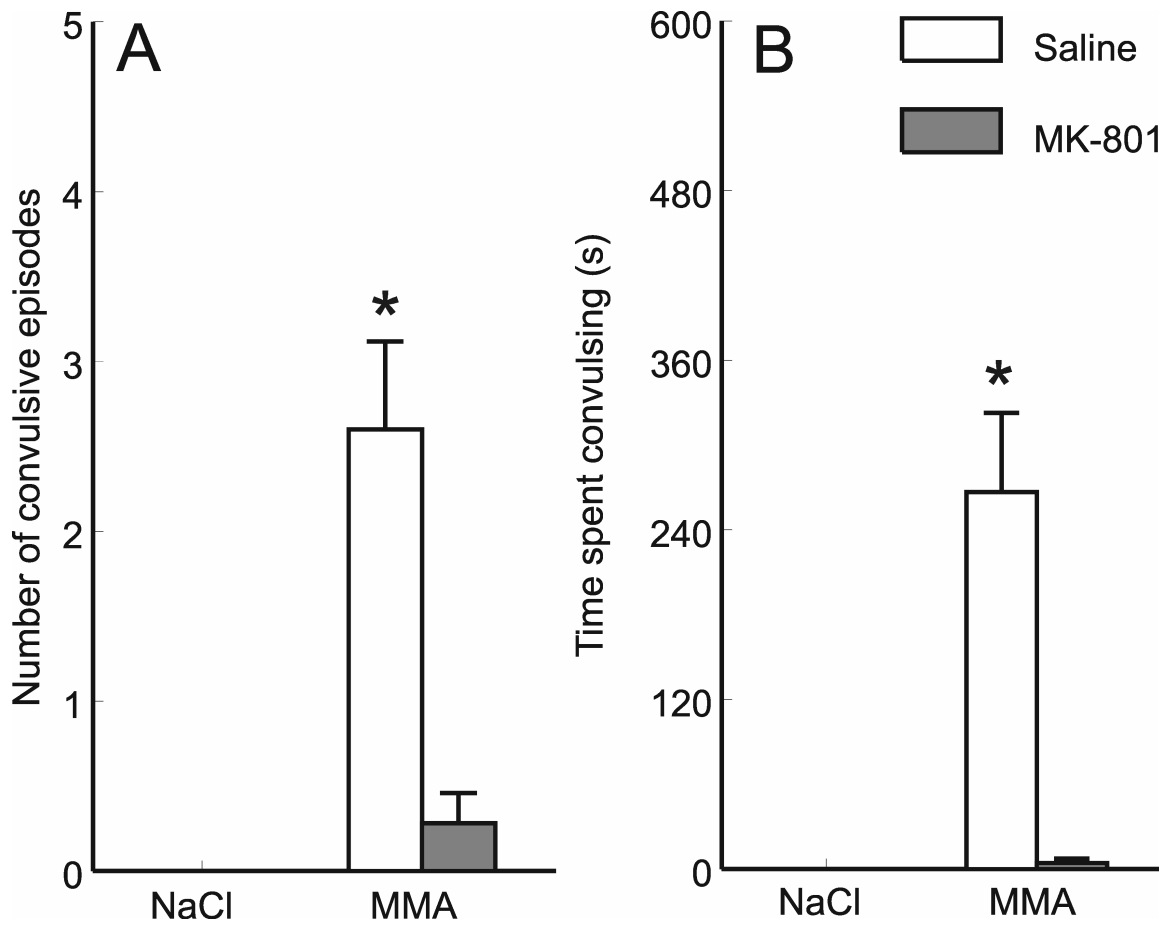 A
Number of convulsive episodes
5
4
3
2
1
0
*
NaCl
MMA
B
Time spent convulsing (s)
600
480
360
240
120
0
*
NaCl
MMA
Saline
MK-801